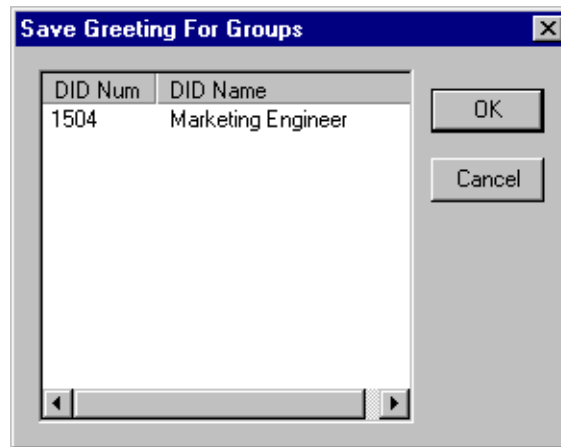 Save Greeting For Groups
DID Num DID Name
1504 Marketing Engineer
OK
Cancel